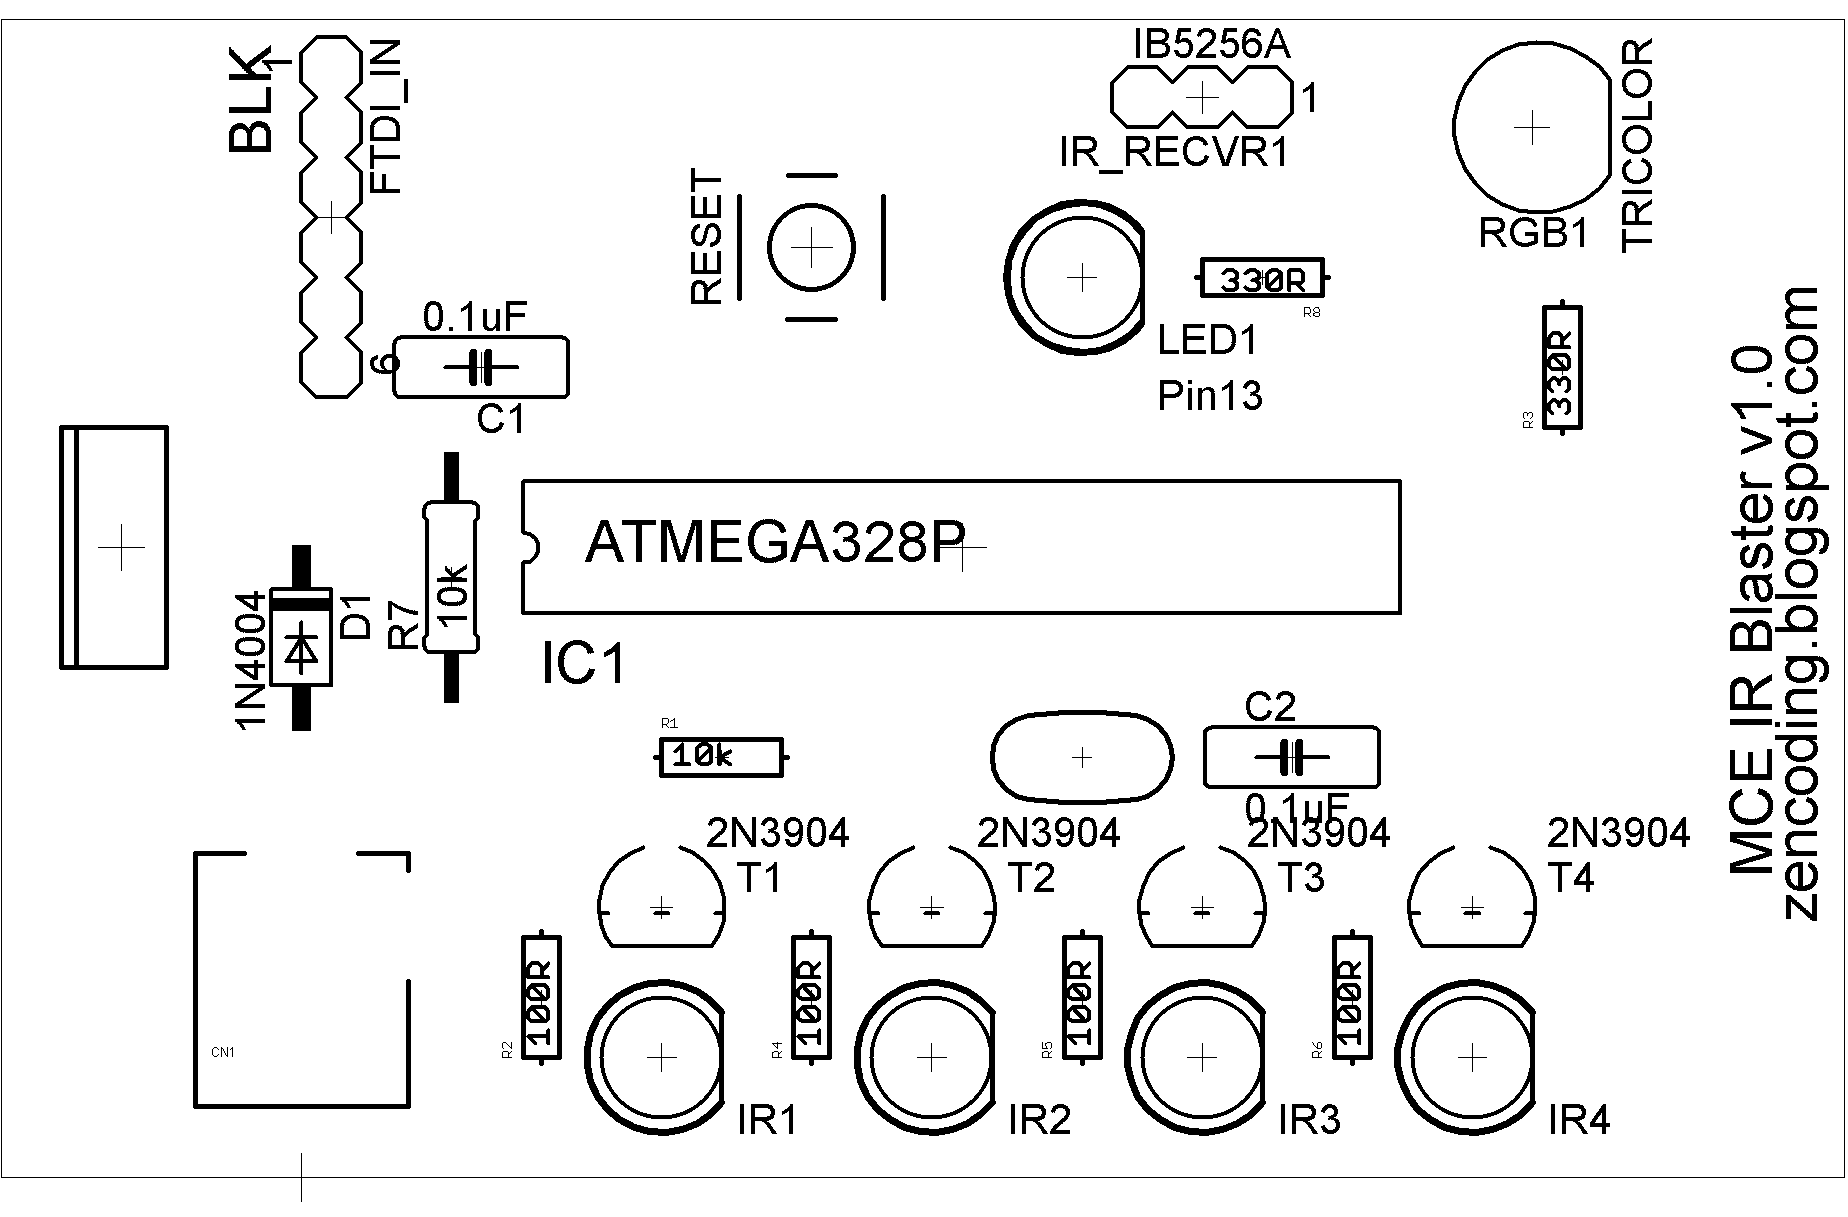 BLK
1
FTDI_IN
6
IB5256A
1
IR_RECVR1
TRICOLOR
RGB1
RESET
330R
R8
LED1
Pin13
0.1uF
C1
330R
R3
MCE IR Blaster v1.0
zencoding.blogspot.com
ATMEGA328P
IC1
1N4004
D1
R7
10k
R1
10k
C2
0.1uF
2N3904
T1
2N3904
T2
2N3904
T3
2N3904
T4
CN1
R2
100R
R4
100R
R5
100R
R6
100R
IR1
IR2
IR3
IR4